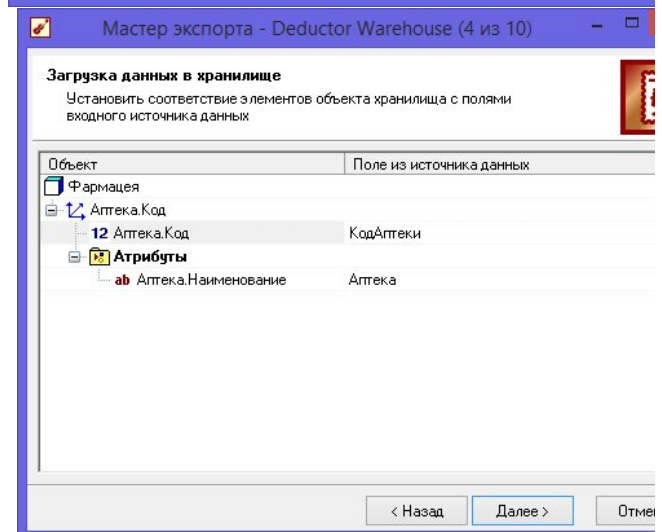 Мастер экспорта - Deductor Warehouse (4 из 10)
Загрузка данных в хранилище
Установить соответствие элементов объекта хранилища с полями
входного источника данных
Объект Поле из источника данных
Фармацея
Аптека.Код
12 Аптека.Код КодАптеки
Атрибуты
ab Аптека.Наименование Аптека
< Назад Далее > Отме